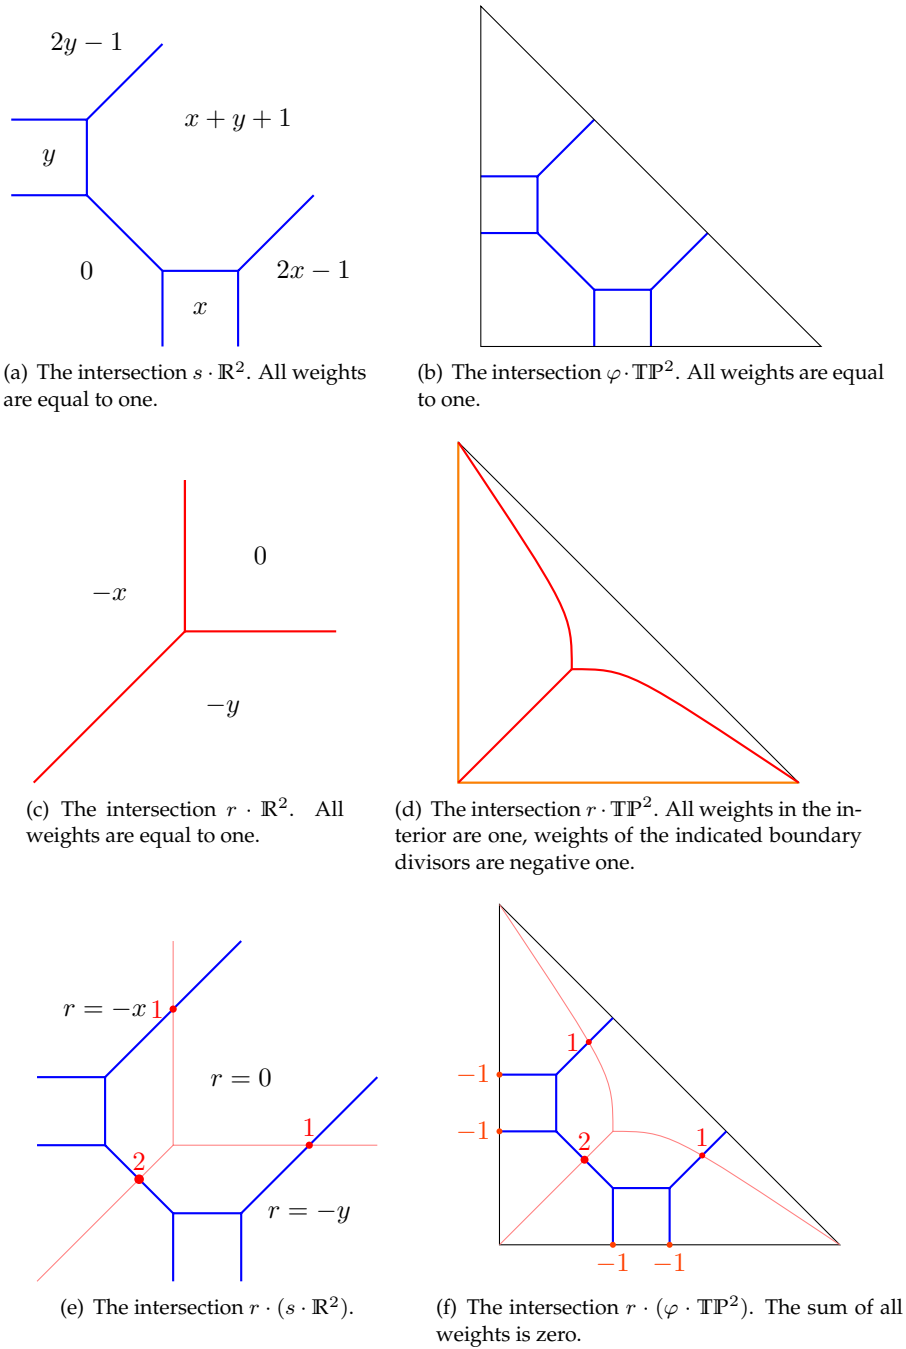 2y − 1
x + y + 1
y
0
2x − 1
x
(a) The intersection s · ℝ². All weights
are equal to one.
(b) The intersection φ · 𝕋ℙ². All weights are equal
to one.
0
−x
−y
(c) The intersection r · ℝ². All
weights are equal to one.
(d) The intersection r · 𝕋ℙ². All weights in the in-
terior are one, weights of the indicated boundary
divisors are negative one.
r = −x 1
r = 0
1
2
r = −y
(e) The intersection r · (s · ℝ²).
1
−1
−1
2
1
−1 −1
(f) The intersection r · (φ · 𝕋ℙ²). The sum of all
weights is zero.